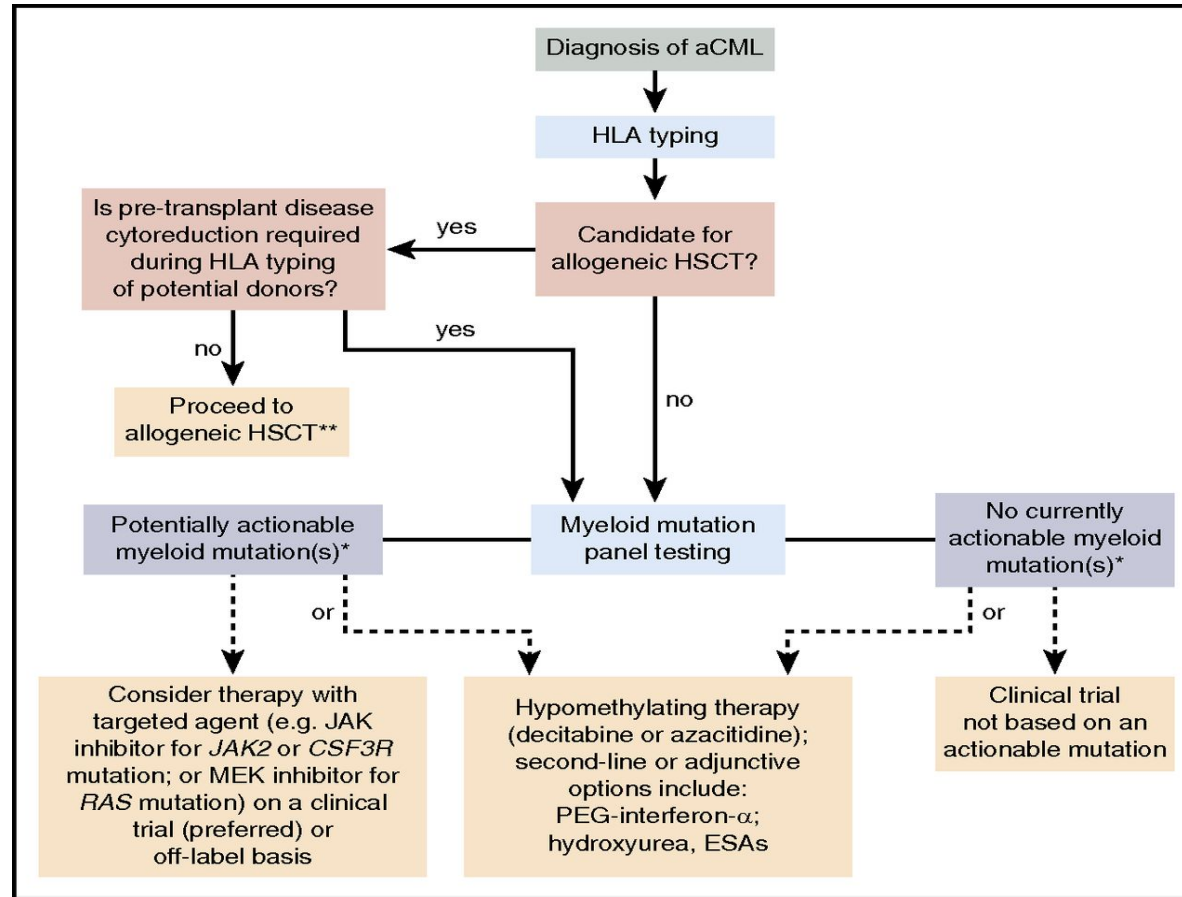 Diagnosis of aCML
HLA typing
Is pre-transplant disease
cytoreduction required
during HLA typing
of potential donors?
yes
Candidate for
allogeneic HSCT?
no
yes
no
Proceed to
allogeneic HSCT**
Potentially actionable
myeloid mutation(s)*
Myeloid mutation
panel testing
No currently
actionable myeloid
mutation(s)*
or
or
Consider therapy with
targeted agent (e.g. JAK
inhibitor for JAK2 or CSF3R
mutation; or MEK inhibitor for
RAS mutation) on a clinical
trial (preferred) or
off-label basis
Hypomethylating therapy
(decitabine or azacitidine);
second-line or adjunctive
options include:
PEG-interferon-α;
hydroxyurea, ESAs
Clinical trial
not based on an
actionable mutation